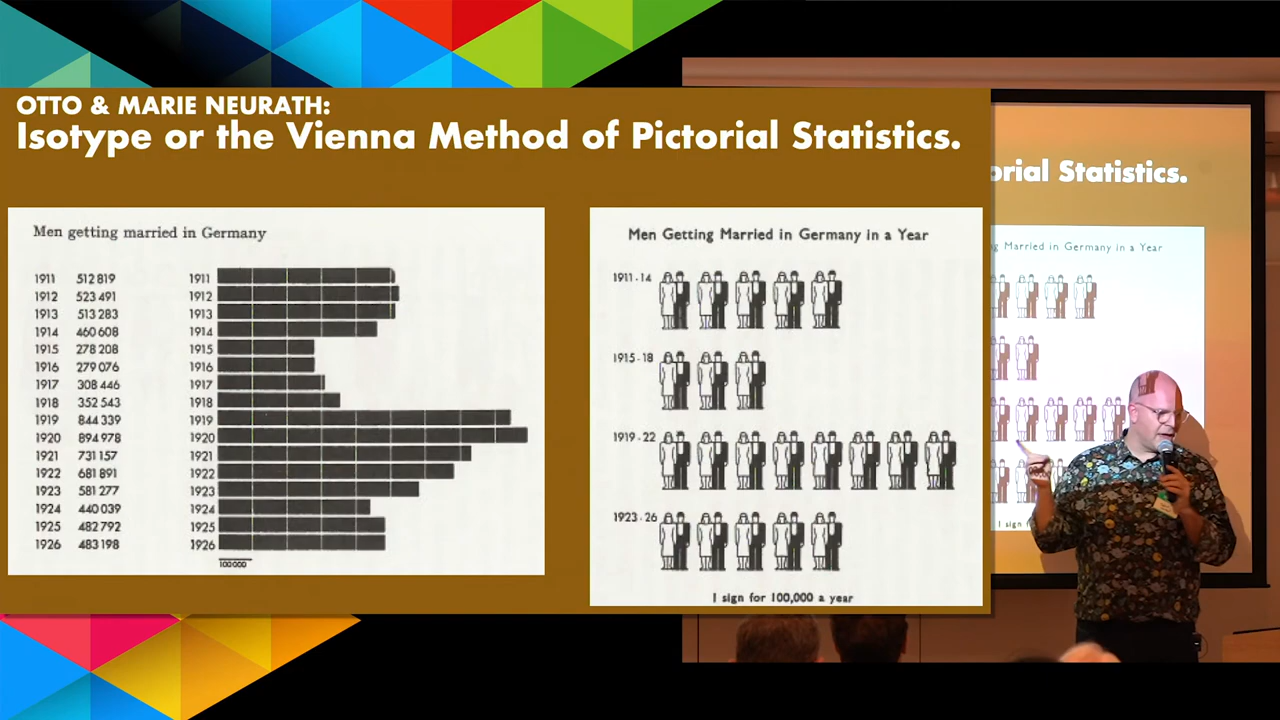 OTTO & MARIE NEURATH:
Isotype or the Vienna Method of Pictorial Statistics.
Men getting married in Germany
1911 512 819 1911
1912 523 491 1912
1913 513 283 1913
1914 460 608 1914
1915 278 208 1915
1916 279 076 1916
1917 308 446 1917
1918 352 543 1918
1919 844 339 1919
1920 894 978 1920
1921 731 157 1921
1922 681 891 1922
1923 581 277 1923
1924 440 039 1924
1925 482 792 1925
1926 483 198 1926
100 000
Men Getting Married in Germany in a Year
1911-14
1915-18
1919-22
1923-26
1 sign for 100,000 a year
orial Statistics.
g Married in Germany in a Year
1 sign f